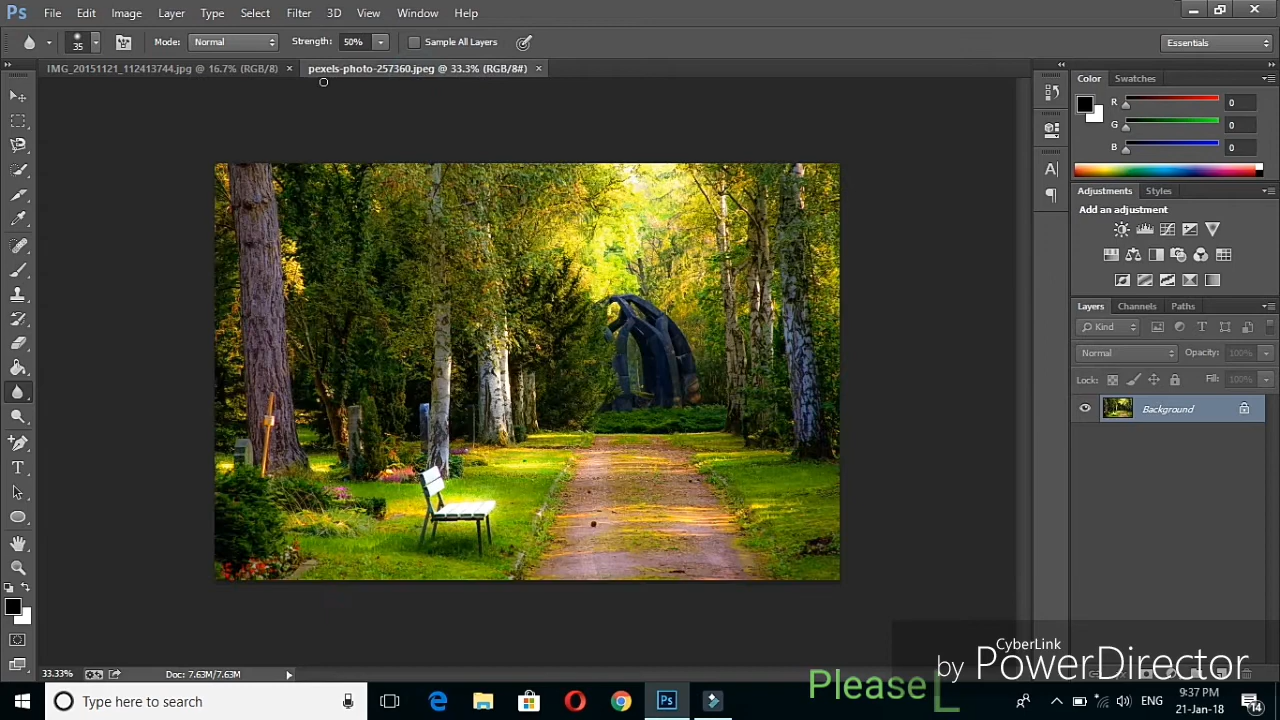 Ps File Edit Image Layer Type Select Filter 3D View Window Help
35 Mode: Normal Strength: 50% Sample All Layers Essentials
IMG_20151121_112413744.jpg @ 16.7% (RGB/8) × pexels-photo-257360.jpeg @ 33.3% (RGB/8#) ×
Color Swatches
R 0
G 0
B 0
Adjustments Styles
Add an adjustment
Layers Channels Paths
Kind
Normal Opacity: 100%
Lock: Fill: 100%
Background
33.33% Doc: 7.63M/7.63M
CyberLink
by PowerDirector
Please L
Type here to search
Ps
ENG
9:37 PM
21-Jan-18
14